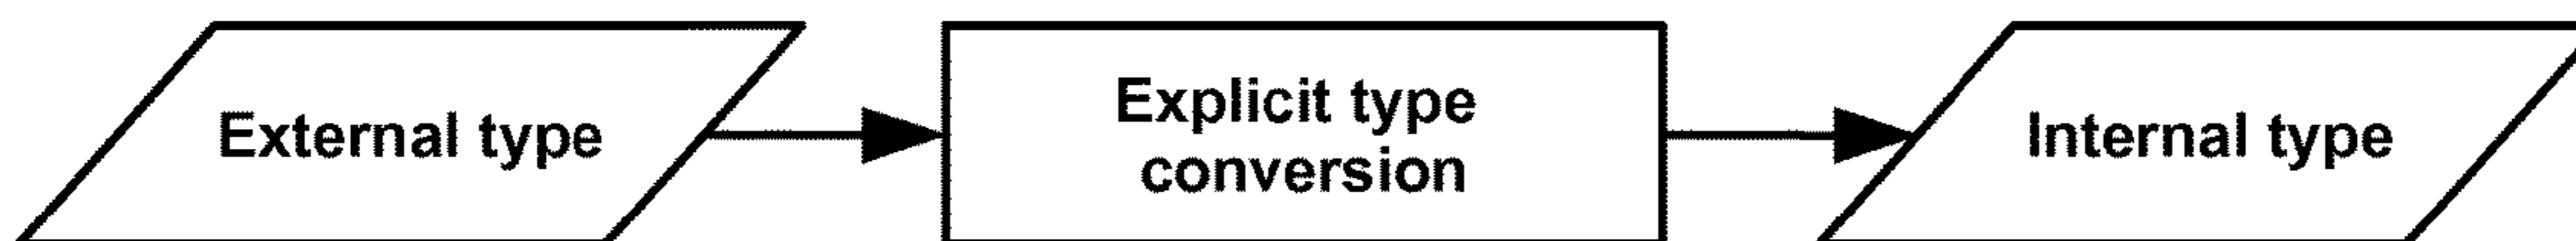 External type
Explicit type
conversion
Internal type